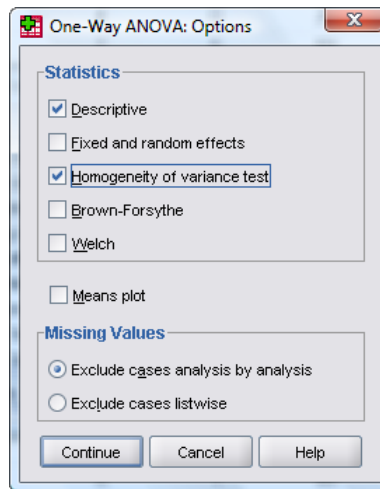 One-Way ANOVA: Options
Statistics
Descriptive
Fixed and random effects
Homogeneity of variance test
Brown-Forsythe
Welch
Means plot
Missing Values
Exclude cases analysis by analysis
Exclude cases listwise
Continue Cancel Help